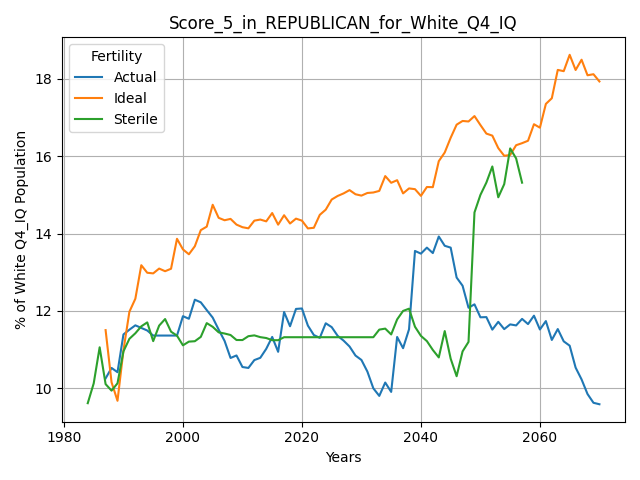 Score_5_in_REPUBLICAN_for_White_Q4_IQ
Fertility
Actual
Ideal
Sterile
% of White Q4_IQ Population
18
16
14
12
10
1980
2000
2020
2040
2060
Years